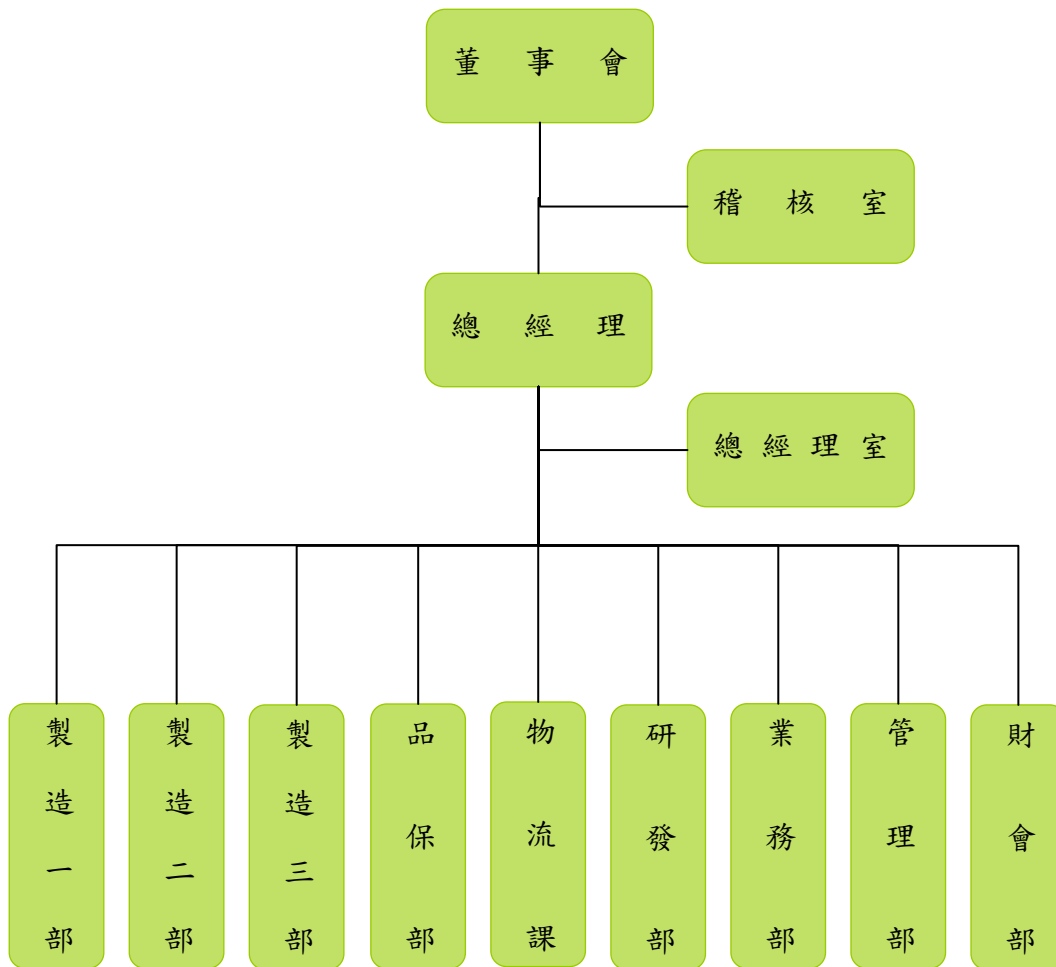 董事會
稽核室
總經理
總經理室
製造一部
製造二部
製造三部
品保部
物流課
研發部
業務部
管理部
財會部